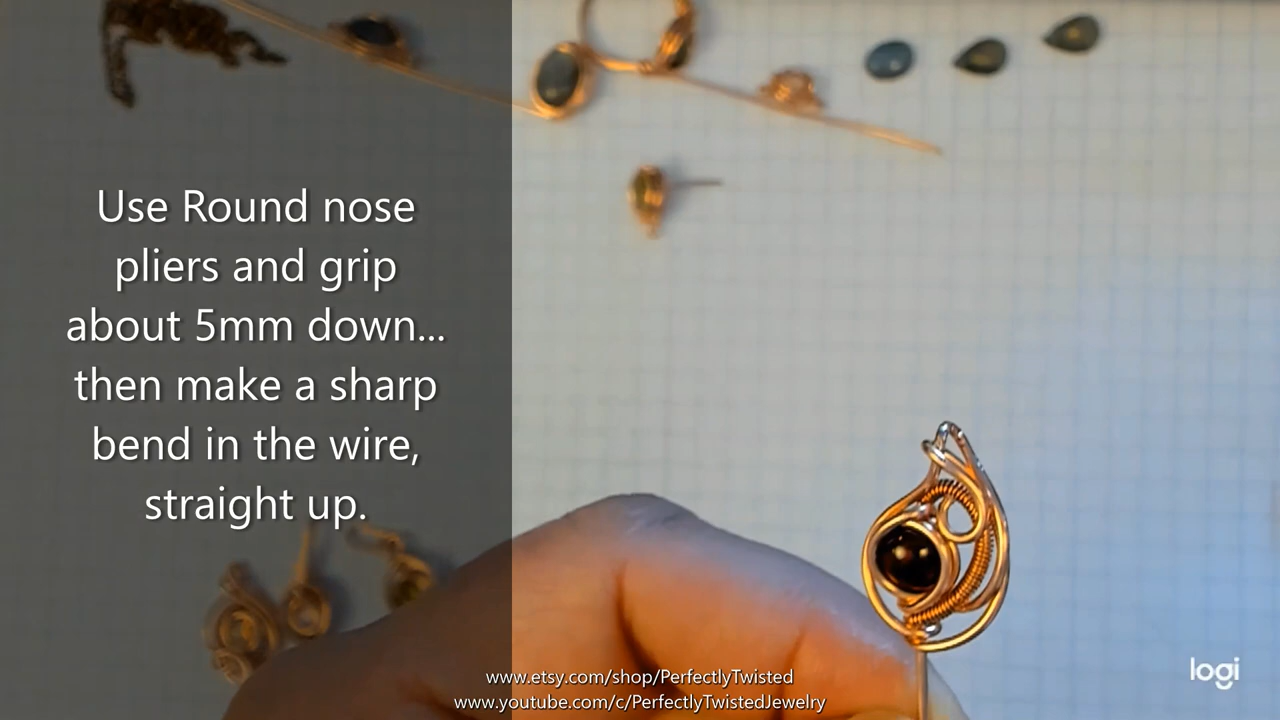 Use Round nose
pliers and grip
about 5mm down...
then make a sharp
bend in the wire,
straight up.
www.etsy.com/shop/PerfectlyTwisted
www.youtube.com/c/PerfectlyTwistedJewelry
logi